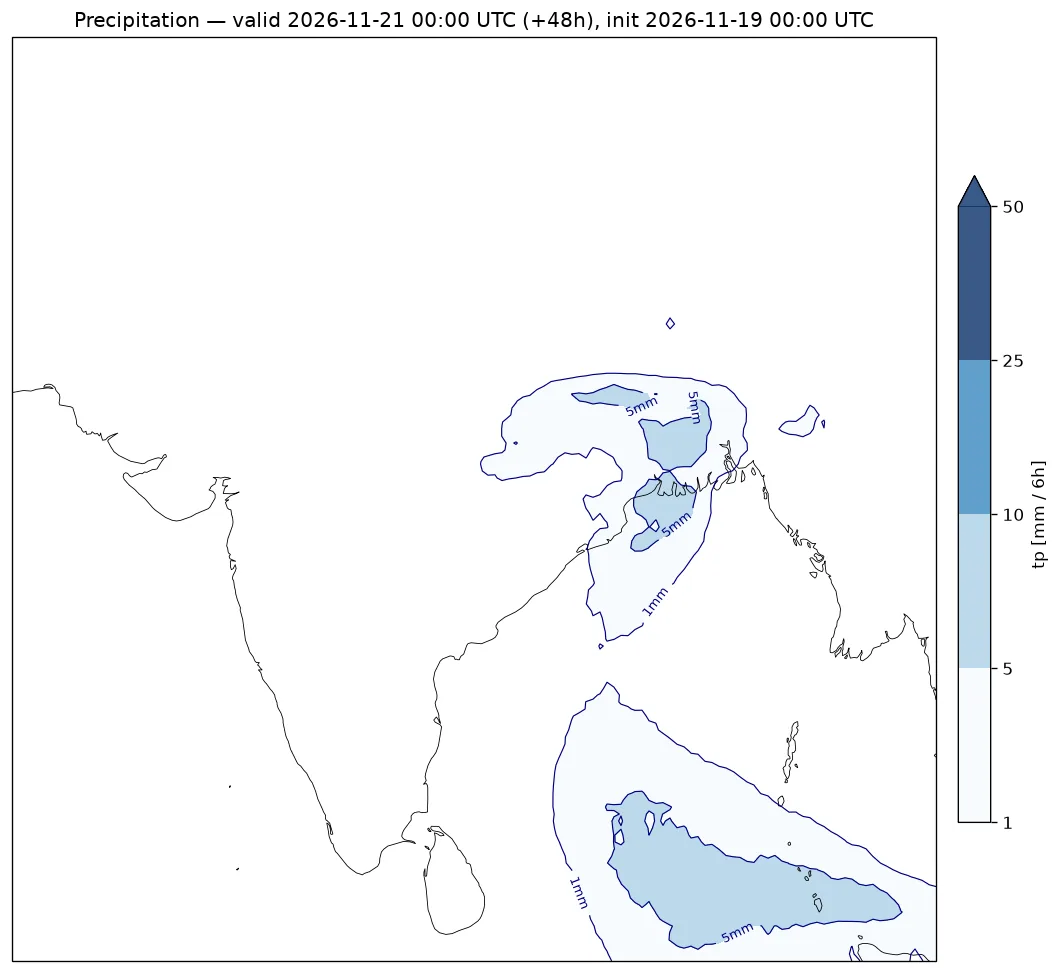 Precipitation — valid 2026-11-21 00:00 UTC (+48h), init 2026-11-19 00:00 UTC
50
25
10
5
1
tp [mm / 6h]
5mm
5mm
5mm
1mm
1mm
5mm